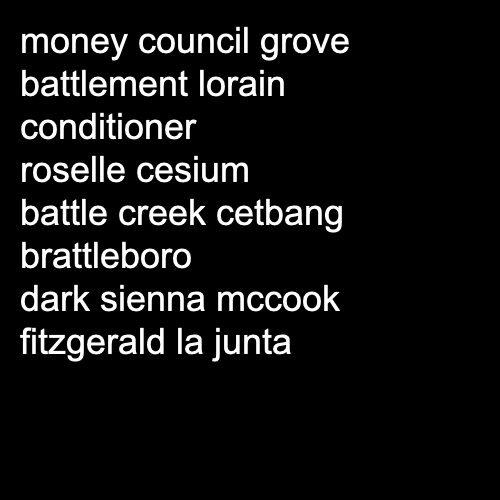 money council grove
battlement lorain
conditioner
roselle cesium
battle creek cetbang
brattleboro
dark sienna mccook
fitzgerald la junta